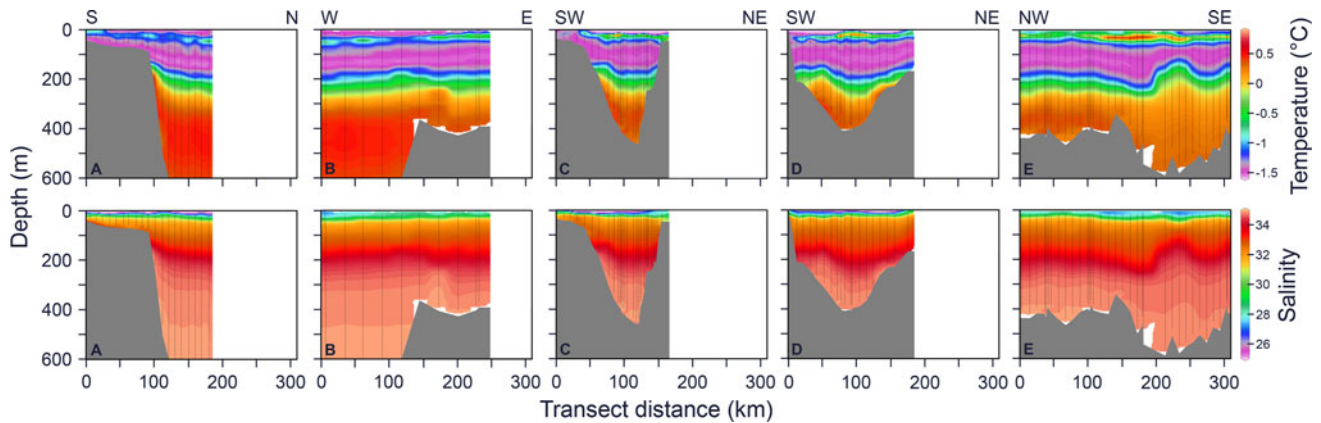 S N W E SW NE SW NE NW SE
0
200
400
600
A B C D E
Depth (m)
0.5
0
-0.5
-1
-1.5
Temperature (°C)
0
200
400
600
A B C D E
34
32
30
28
26
Salinity
0 100 200 300 0 100 200 300 0 100 200 300 0 100 200 300 0 100 200 300
Transect distance (km)